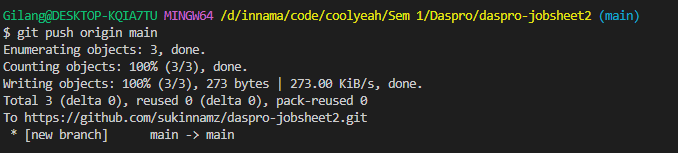 Gilang@DESKTOP-KQIA7TU MINGW64 /d/innama/code/coolyeah/Sem 1/Daspro/daspro-jobsheet2 (main)
$ git push origin main
Enumerating objects: 3, done.
Counting objects: 100% (3/3), done.
Writing objects: 100% (3/3), 273 bytes | 273.00 KiB/s, done.
Total 3 (delta 0), reused 0 (delta 0), pack-reused 0
To https://github.com/sukinnamz/daspro-jobsheet2.git
 * [new branch]      main -> main